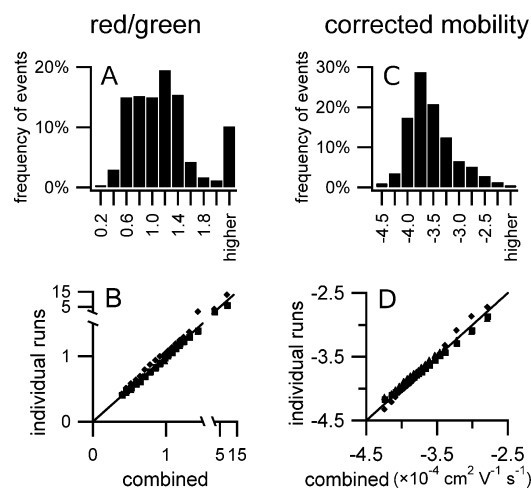 red/green
corrected mobility
A
frequency of events
20%
10%
0%
0.2
0.6
1.0
1.4
1.8
higher
C
frequency of events
30%
20%
10%
0%
-4.5
-4.0
-3.5
-3.0
-2.5
higher
B
individual runs
15
5
1
0
0
1
5 15
combined
D
individual runs
-2.5
-3.5
-4.5
-4.5
-3.5
-2.5
combined (×10⁻⁴ cm² V⁻¹ s⁻¹)